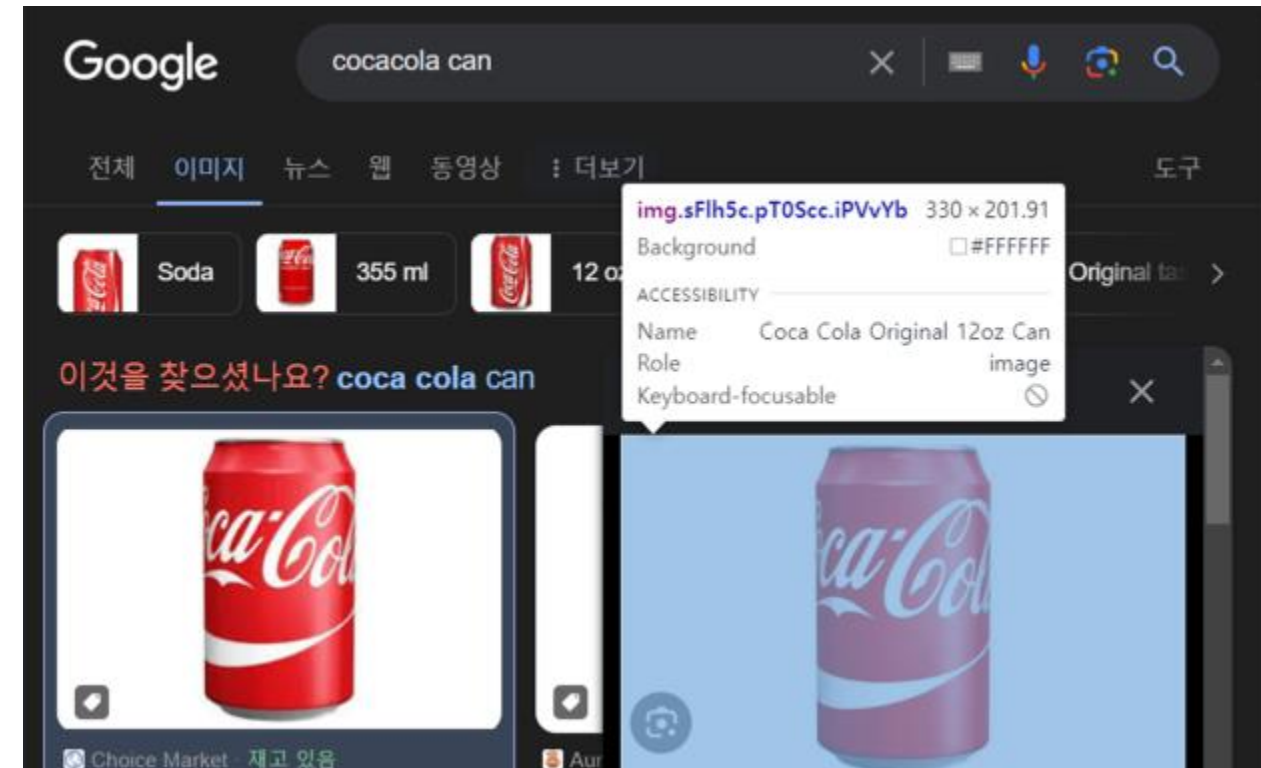 Google
cocacola can
전체 이미지 뉴스 웹 동영상 더보기 도구
img.sFlh5c.pT0Scc.iPVvYb 330 × 201.91
Background #FFFFFF
ACCESSIBILITY
Name Coca Cola Original 12oz Can
Role image
Keyboard-focusable
Soda
355 ml
12 oz
Original
이것을 찾으셨나요? coca cola can
Coca-Cola
Choice Market 재고 있음